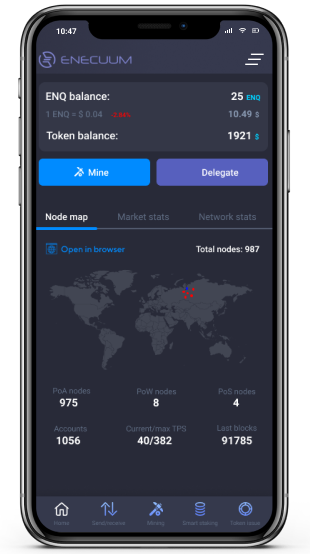 10:47
ENECUUM
ENQ balance: 25 ENQ
1 ENQ = $ 0.04 10.49 $
Token balance: 1921 $
Mine
Delegate
Node map Market stats Network stats
Open in browser Total nodes: 987
PoA nodes PoW nodes PoS nodes
975 8 4
Accounts Current/max TPS Last blocks
1056 40/382 91785
Home Send/receive Mining Smart staking Token issue